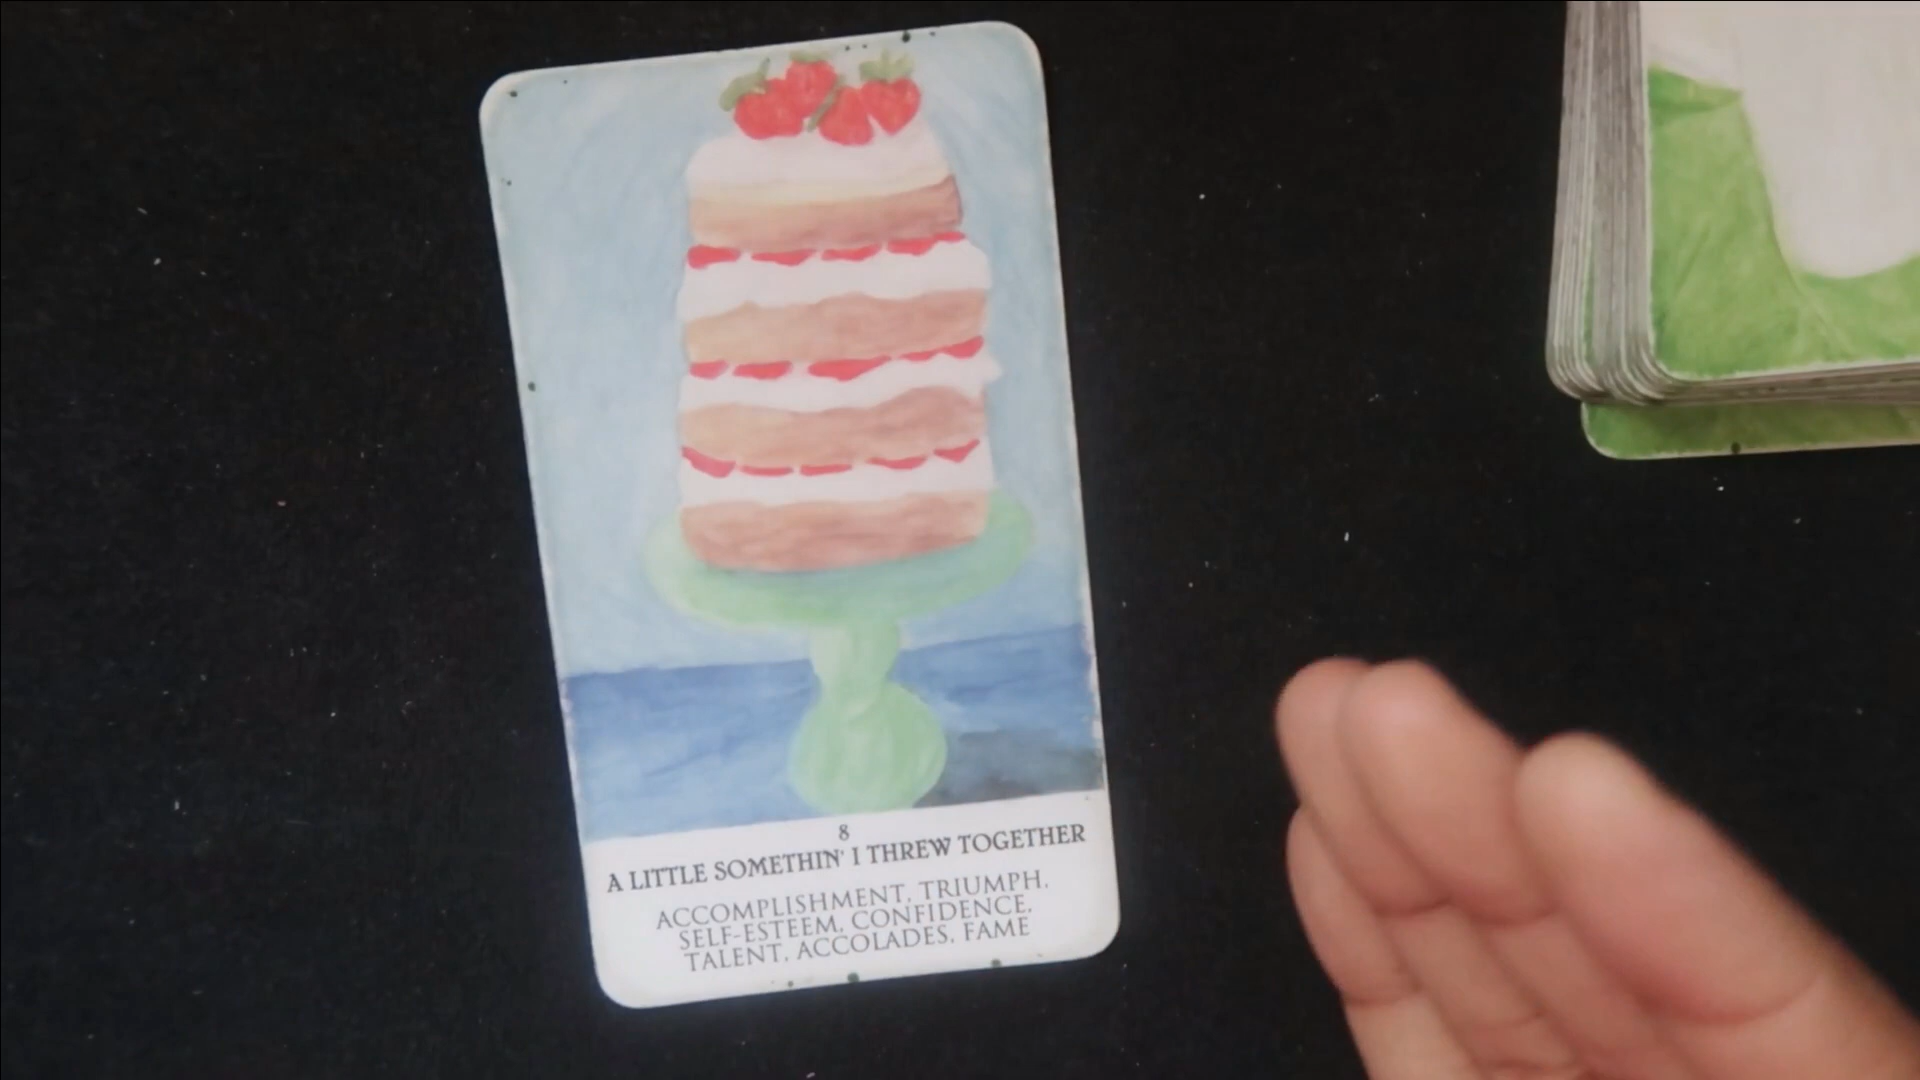 8
A LITTLE SOMETHIN' I THREW TOGETHER
ACCOMPLISHMENT, TRIUMPH,
SELF-ESTEEM, CONFIDENCE,
TALENT, ACCOLADES, FAME